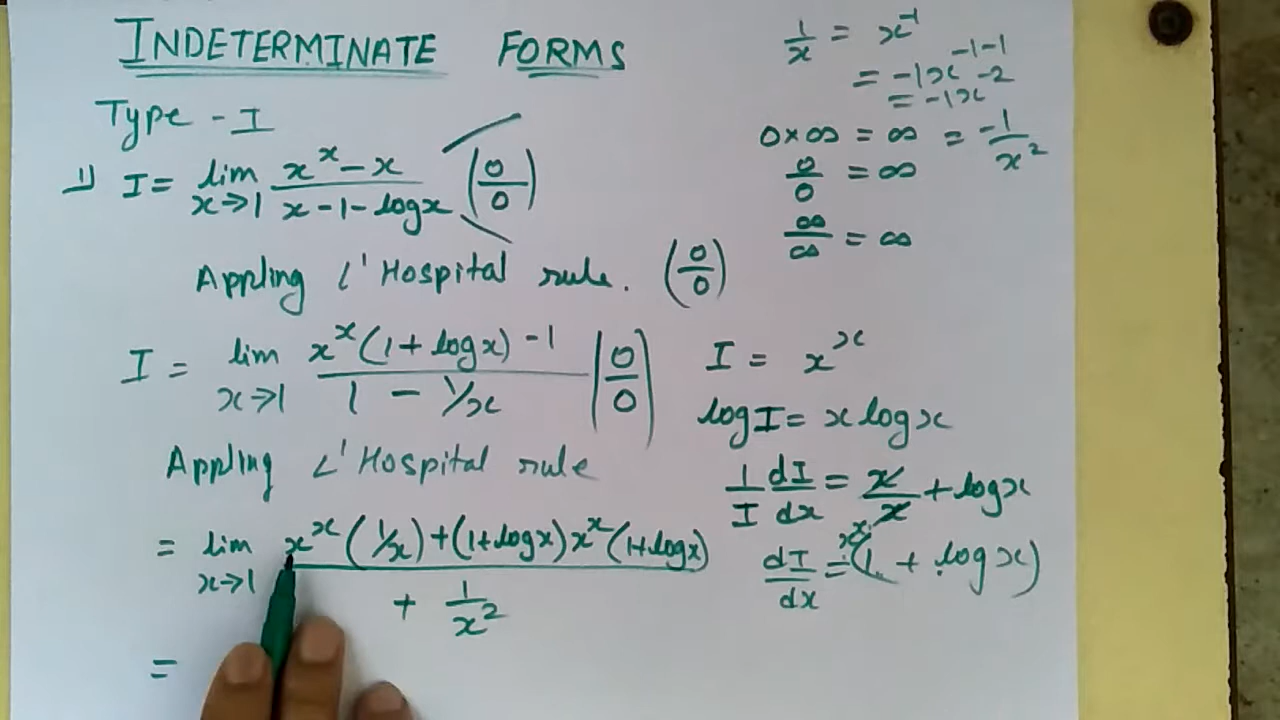 INDETERMINATE FORMS
Type - I
1) I = lim x→1 (x^x - x)/(x - 1 - log x) (0/0)
Appling L' Hospital rule. (0/0)
I = lim x→1 (x^x (1 + log x) - 1)/(1 - 1/x) (0/0)
Appling L' Hospital rule
= lim x→1 (x^x (1/x) + (1+log x) x^x (1+log x))/(+ 1/x^2)
=
1/x = x^-1
= -1x^-1-1
= -1x^-2
0×∞ = ∞ = -1/x^2
0/0 = ∞
∞/∞ = ∞
I = x^x
log I = x log x
1/I dI/dx = x/x + log x
dI/dx = x^x (1 + log x)